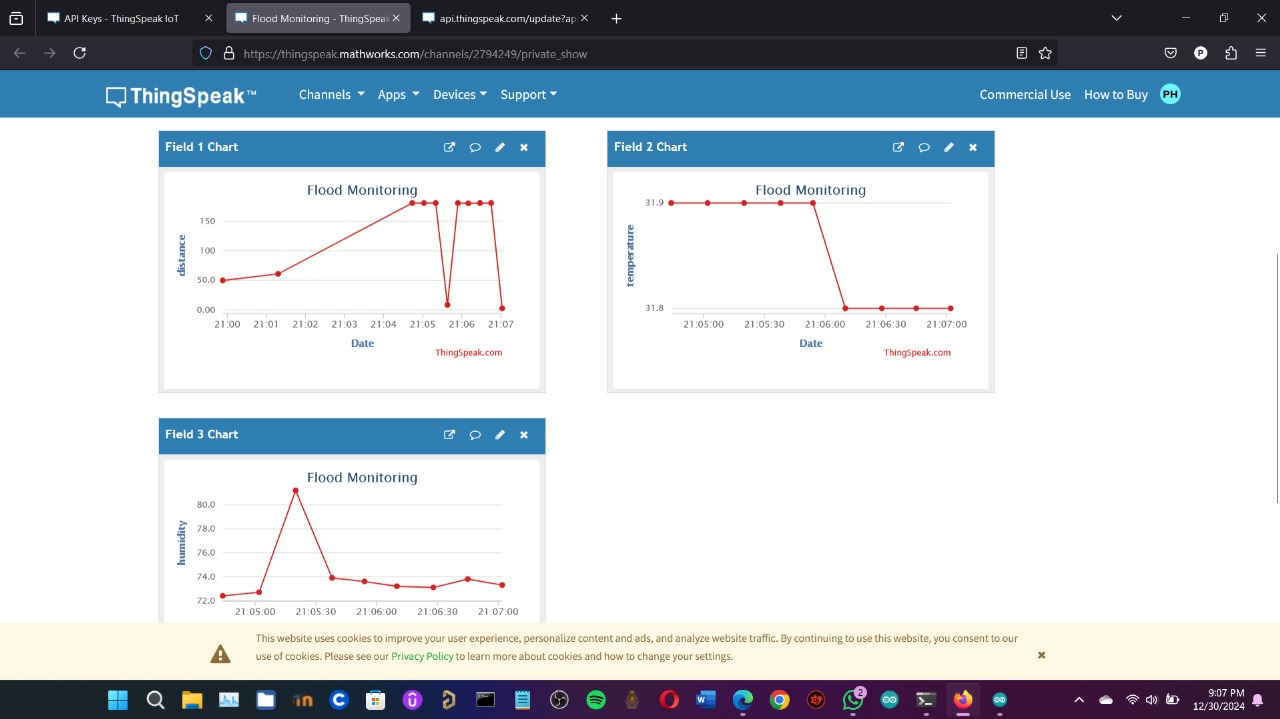 API Keys - ThingSpeak IoT
Flood Monitoring - ThingSpeak
api.thingspeak.com/update?ap
https://thingspeak.mathworks.com/channels/2794249/private_show
P
ThingSpeak™
Channels
Apps
Devices
Support
Commercial Use
How to Buy
PH
Field 1 Chart
Flood Monitoring
distance
150
100
50.0
0.00
21:00 21:01 21:02 21:03 21:04 21:05 21:06 21:07
Date
ThingSpeak.com
Field 2 Chart
Flood Monitoring
temperature
31.9
31.8
21:05:00 21:05:30 21:06:00 21:06:30 21:07:00
Date
ThingSpeak.com
Field 3 Chart
Flood Monitoring
humidity
80.0
78.0
76.0
74.0
72.0
21:05:00 21:05:30 21:06:00 21:06:30 21:07:00
This website uses cookies to improve your user experience, personalize content and ads, and analyze website traffic. By continuing to use this website, you consent to our
use of cookies. Please see our Privacy Policy to learn more about cookies and how to change your settings.
2
9:07 PM
12/30/2024